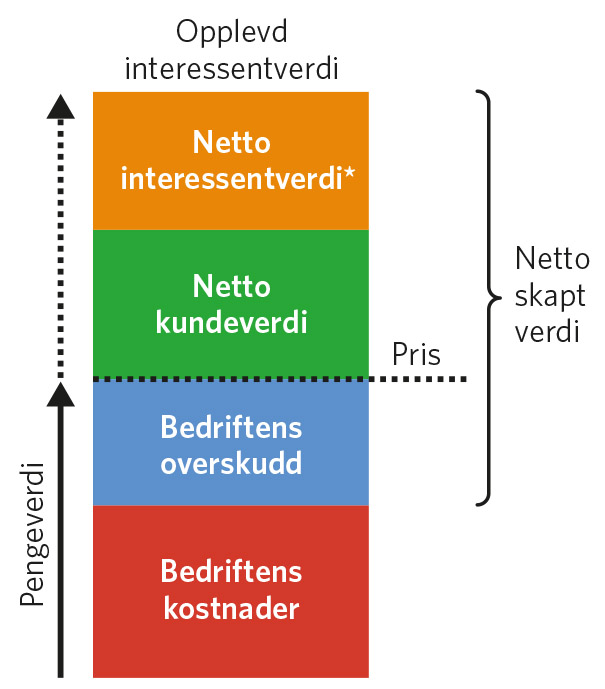 Opplevd
interessentverdi
Netto
interessentverdi*
Netto
kundeverdi
Netto
skapt
verdi
Pris
Bedriftens
overskudd
Pengeverdi
Bedriftens
kostnader